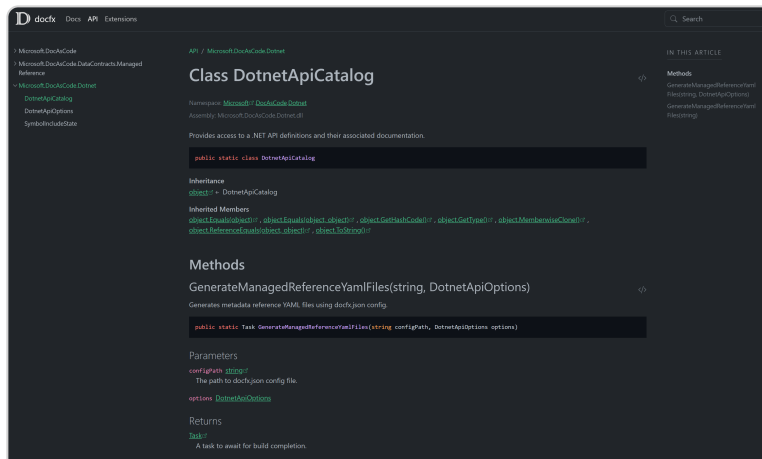 docfx Docs API Extensions Search
Microsoft.DocAsCode
Microsoft.DocAsCode.DataContracts.Managed
Reference
Microsoft.DocAsCode.Dotnet
DotnetApiCatalog
DotnetApiOptions
SymbolIncludeState
API / Microsoft.DocAsCode.Dotnet
Class DotnetApiCatalog
Namespace: Microsoft.DocAsCode.Dotnet
Assembly: Microsoft.DocAsCode.Dotnet.dll
Provides access to a .NET API definitions and their associated documentation.
public static class DotnetApiCatalog
Inheritance
object ← DotnetApiCatalog
Inherited Members
object.Equals(object) , object.Equals(object, object) , object.GetHashCode() , object.GetType() , object.MemberwiseClone() ,
object.ReferenceEquals(object, object) , object.ToString()
Methods
GenerateManagedReferenceYamlFiles(string, DotnetApiOptions)
Generates metadata reference YAML files using docfx.json config.
public static Task GenerateManagedReferenceYamlFiles(string configPath, DotnetApiOptions options)
Parameters
configPath string
The path to docfx.json config file.
options DotnetApiOptions
Returns
Task
A task to await for build completion.
IN THIS ARTICLE
Methods
GenerateManagedReferenceYaml
Files(string, DotnetApiOptions)
GenerateManagedReferenceYaml
Files(string)